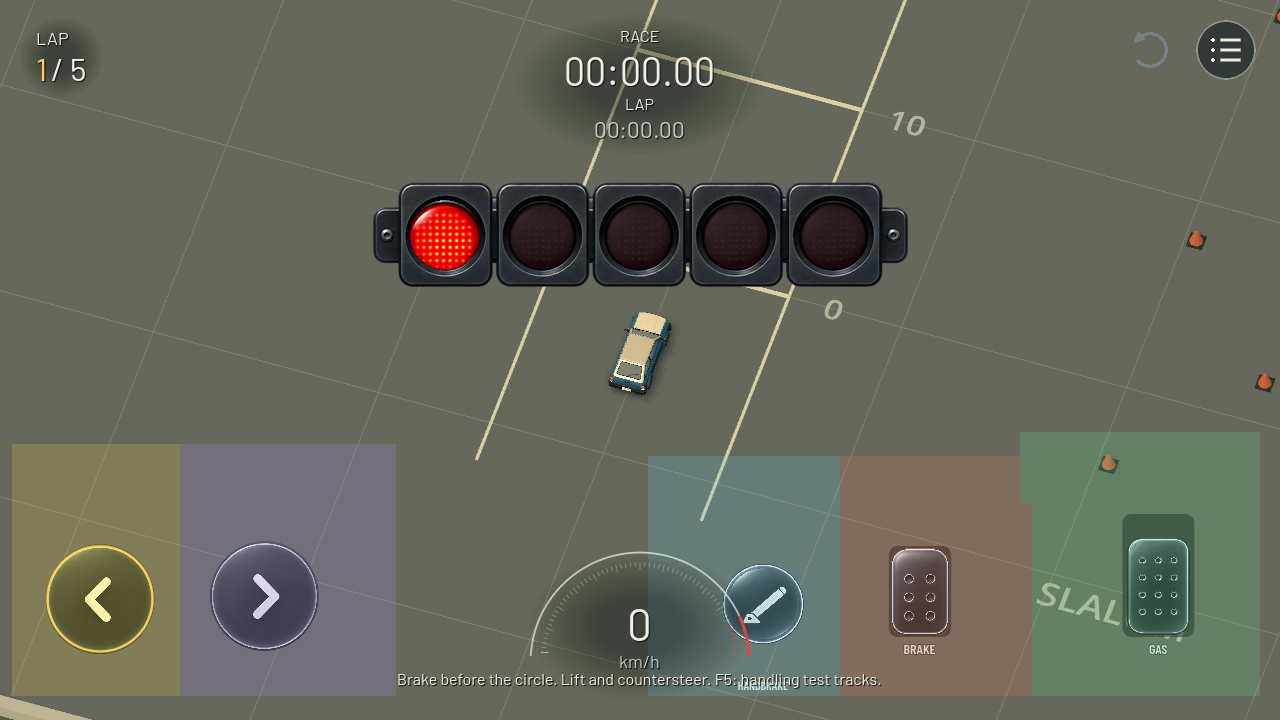 LAP
1/ 5
RACE
00:00.00
LAP
00:00.00
10
0
0
km/h
BRAKE
GAS
HANDBRAKE
Brake before the circle. Lift and countersteer. F5: handling test tracks.